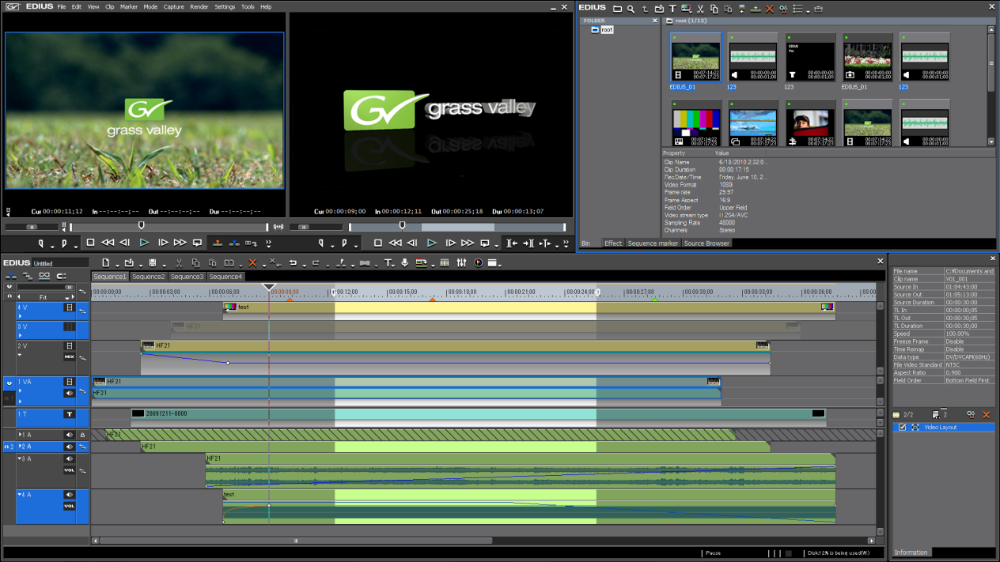 EDIUS File Edit View Clip Marker Mode Capture Render Settings Tools Help
grass valley
grass valley
Cur 00:00:11;12 In --:--:--;-- Out --:--:--;-- Dur --:--:--;--
Cur 00:00:09;00 In 00:00:12;11 Out 00:00:25;18 Dur 00:00:13;07
EDIUS
FOLDER
root
root (1/12)
00:07:14:22
00:07:17;23
00:00:00;00
00:00:01;00
EDIUS
Pro
00:00:00;00
00:00:01;00
00:00:00;00
00:00:01;00
00:00:00;00
00:00:01;00
EDIUS_01 123 123 EDIUS_01 123
00:07:14:22
00:07:17;23
00:07:14:22
00:07:17;23
00:07:14:22
00:07:17;23
00:07:14:22
00:07:17;23
00:00:00;00
00:00:01;00
Property Value
Clip Name 6/18/2010 2:32:0...
Clip Duration 00:00:17;15
Rec.Date/Time Friday, June 10, 2...
Video Format 1080i
Frame rate 29.97
Frame Aspect 16:9
Field Order Upper Field
Video stream type H.264/AVC
Sampling Rate 48000
Channels Stereo
Bin Effect Sequence marker Source Browser
EDIUS Untitled
Sequence1 Sequence2 Sequence3 Sequence4
Fit
00:00:00;00 00:00:03;00 00:00:06;00 00:00:09;00 00:00:12;00 00:00:15;00 00:00:18;00 00:00:21;00 00:00:24;00 00:00:27;00 00:00:30;00 00:00:33;00 00:00:36;00
4 V test
3 V HF21
2 V HF21
MIX
1 VA HF21
HF21
1 T T 20091211-0000
1 A HF21
2 2 A HF21
3 A HF21
VOL
4 A test
VOL
Pause Disk:12% is being used(W:)
File name C:¥Documents and
Clip name V01_001
Source In 01:04:43;00
Source Out 01:05:13;00
Source Duration 00:00:30;00
TL In 00:00:00;05
TL Out 00:00:30;05
TL Duration 00:00:30;00
Speed 100.00%
Freeze Frame Disable
Time Remap Disable
Data type DV/DVCAM(60Hz)
File Video Standard NTSC
Aspect Ratio 0.900
Field Order Bottom Field First
2/2 2
Video Layout
Information